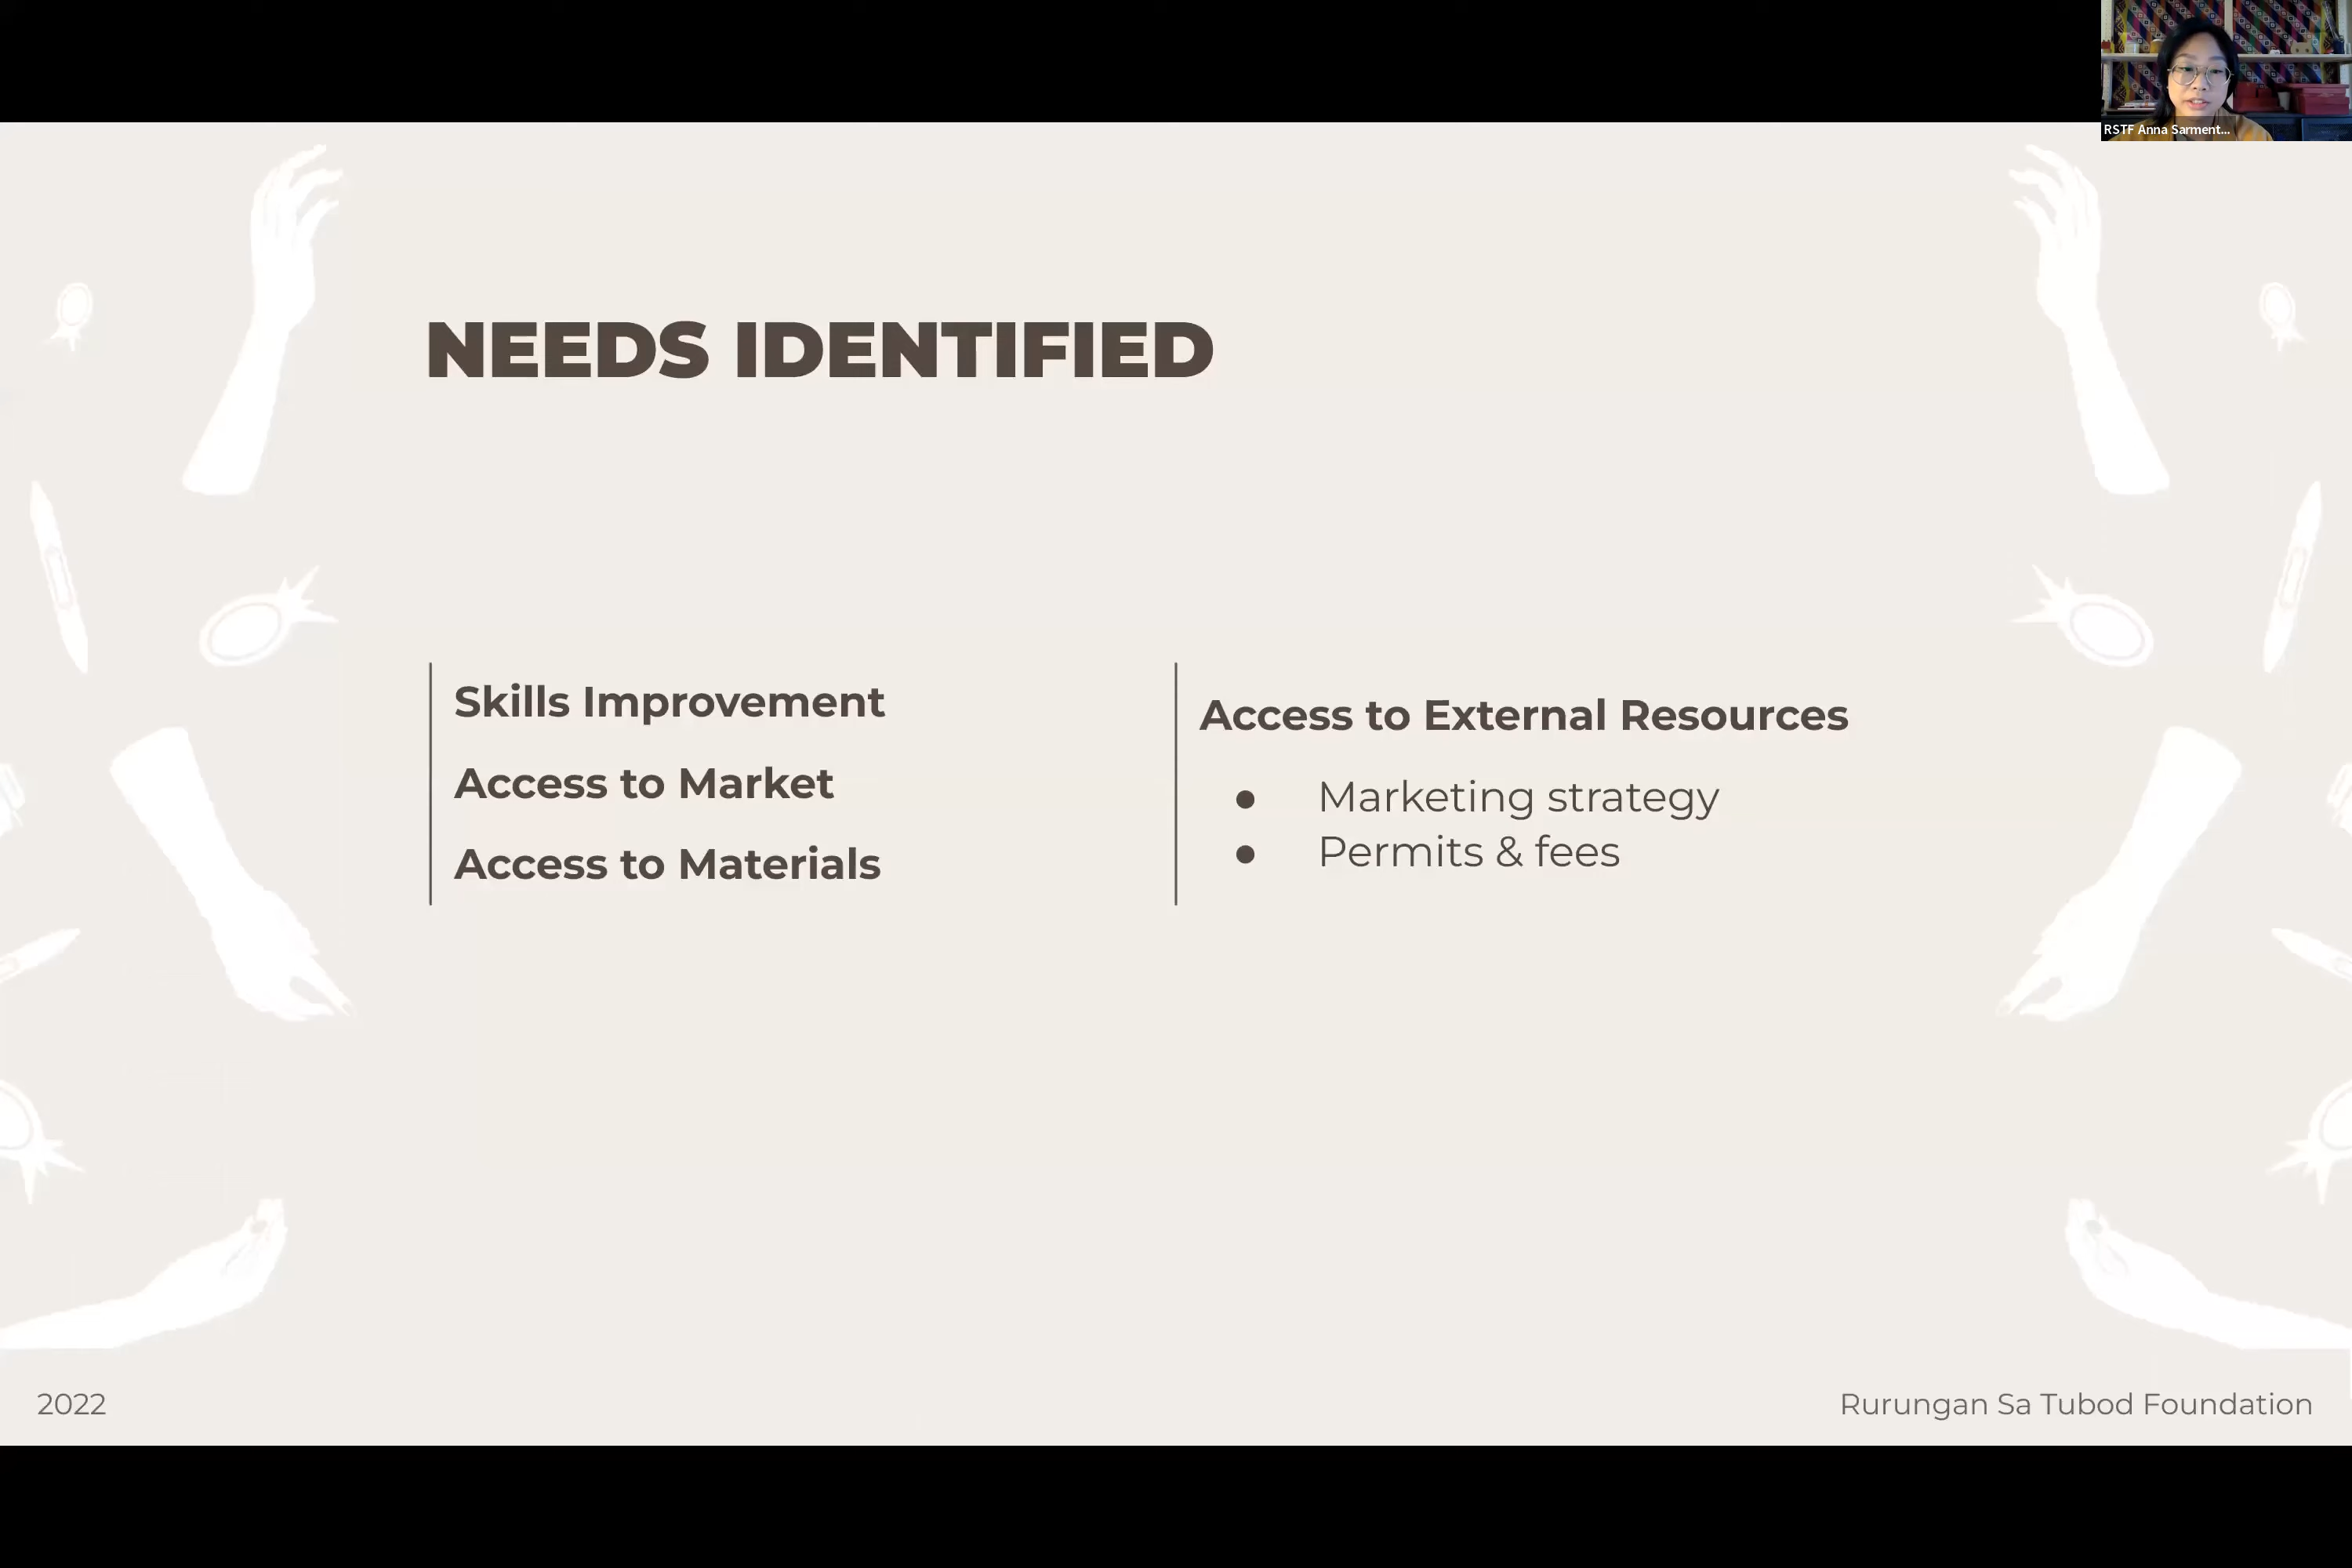 RSTF Anna Sarment...
NEEDS IDENTIFIED
Skills Improvement
Access to Market
Access to Materials
Access to External Resources
● Marketing strategy
● Permits & fees
2022
Rurungan Sa Tubod Foundation